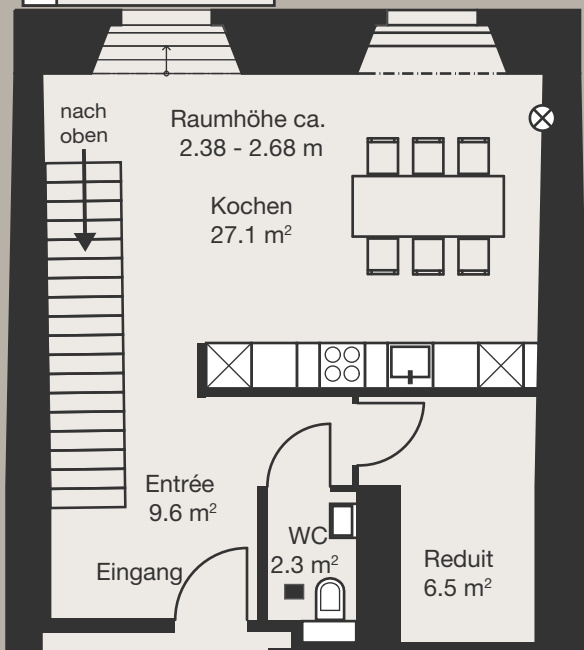 nach
oben
Raumhöhe ca.
2.38 - 2.68 m
Kochen
27.1 m²
Entrée
9.6 m²
WC
2.3 m²
Eingang
Reduit
6.5 m²